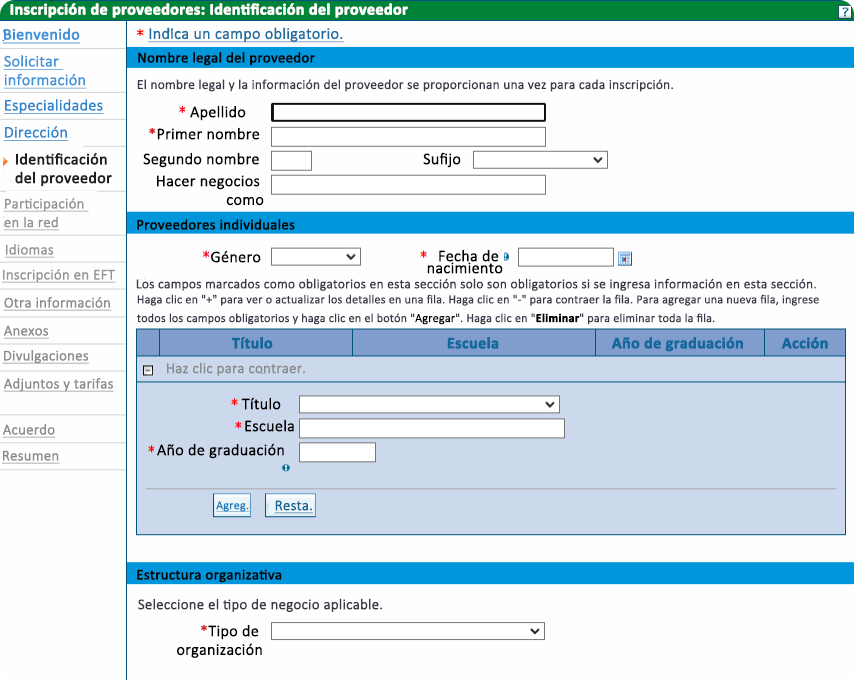 Inscripción de proveedores: Identificación del proveedor
?
Bienvenido
Solicitar
información
Especialidades
Dirección
Identificación
del proveedor
Participación
en la red
Idiomas
Inscripción en EFT
Otra información
Anexos
Divulgaciones
Adjuntos y tarifas
Acuerdo
Resumen
* Indica un campo obligatorio.
Nombre legal del proveedor
El nombre legal y la información del proveedor se proporcionan una vez para cada inscripción.
* Apellido
*Primer nombre
Segundo nombre Sufijo
Hacer negocios
como
Proveedores individuales
*Género * Fecha de
nacimiento
Los campos marcados como obligatorios en esta sección solo son obligatorios si se ingresa información en esta sección.
Haga clic en "+" para ver o actualizar los detalles en una fila. Haga clic en "-" para contraer la fila. Para agregar una nueva fila, ingrese
todos los campos obligatorios y haga clic en el botón "Agregar". Haga clic en "Eliminar" para eliminar toda la fila.
Título Escuela Año de graduación Acción
Haz clic para contraer.
* Título
*Escuela
*Año de graduación
Agreg. Resta.
Estructura organizativa
Seleccione el tipo de negocio aplicable.
*Tipo de
organización